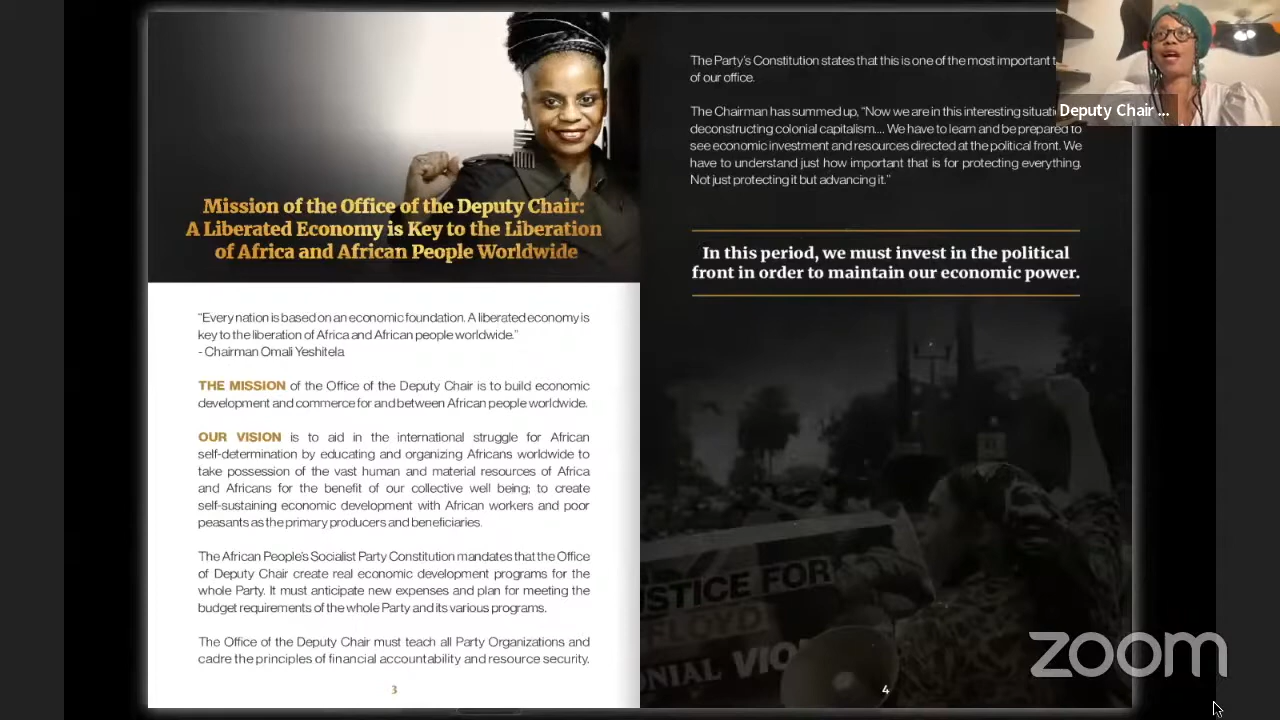 Mission of the Office of the Deputy Chair:
A Liberated Economy is Key to the Liberation
of Africa and African People Worldwide
"Every nation is based on an economic foundation. A liberated economy is
key to the liberation of Africa and African people worldwide."
- Chairman Omali Yeshitela
THE MISSION of the Office of the Deputy Chair is to build economic
development and commerce for and between African people worldwide.
OUR VISION is to aid in the international struggle for African
self-determination by educating and organizing Africans worldwide to
take possession of the vast human and material resources of Africa
and Africans for the benefit of our collective well being; to create
self-sustaining economic development with African workers and poor
peasants as the primary producers and beneficiaries.
The African People's Socialist Party Constitution mandates that the Office
of Deputy Chair create real economic development programs for the
whole Party. It must anticipate new expenses and plan for meeting the
budget requirements of the whole Party and its various programs.
The Office of the Deputy Chair must teach all Party Organizations and
cadre the principles of financial accountability and resource security.
3
The Party's Constitution states that this is one of the most important
of our office.
The Chairman has summed up, "Now we are in this interesting
deconstructing colonial capitalism.... We have to learn and be prepared to
see economic investment and resources directed at the political front. We
have to understand just how important that is for protecting everything.
Not just protecting it but advancing it."
In this period, we must invest in the political
front in order to maintain our economic power.
STICE FOR
FLOYD
ONIAL VIO
4
Deputy Chair ...
zoom